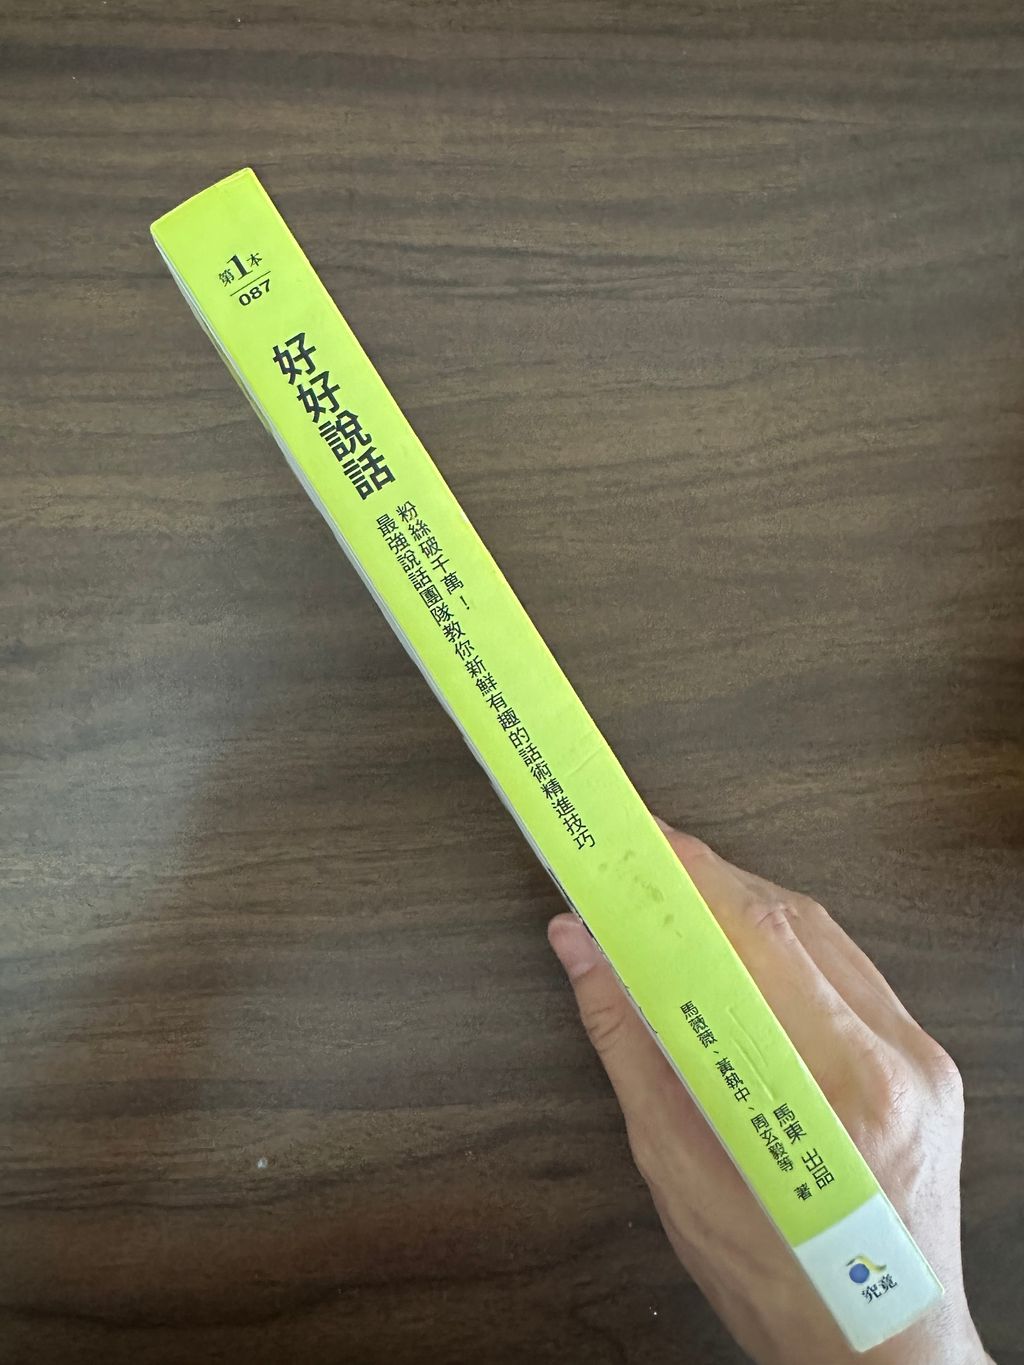 第1本
087
好好說話
粉絲破千萬！
最強說話團隊教你新鮮有趣的話術精進技巧
馬東 出品
馬薇薇、黃執中、周玄毅等 著
究竟